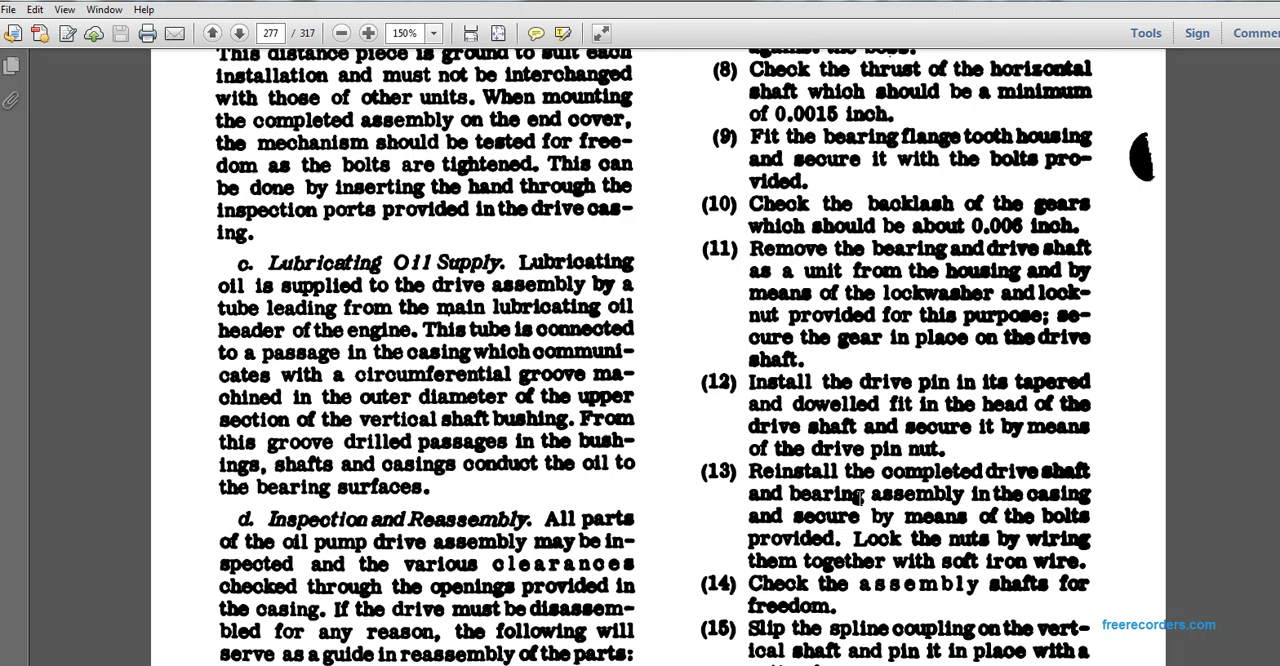 File Edit View Window Help
277 / 317 150% Tools Sign Commen
This distance piece is ground to suit each
installation and must not be interchanged
with those of other units. When mounting
the completed assembly on the end cover,
the mechanism should be tested for free-
dom as the bolts are tightened. This can
be done by inserting the hand through the
inspection ports provided in the drive cas-
ing.
c. Lubricating Oil Supply. Lubricating
oil is supplied to the drive assembly by a
tube leading from the main lubricating oil
header of the engine. This tube is connected
to a passage in the casing which communi-
cates with a circumferential groove ma-
chined in the outer diameter of the upper
section of the vertical shaft bushing. From
this groove drilled passages in the bush-
ings, shafts and casings conduct the oil to
the bearing surfaces.
d. Inspection and Reassembly. All parts
of the oil pump drive assembly may be in-
spected and the various clearances
checked through the openings provided in
the casing. If the drive must be disassem-
bled for any reason, the following will
serve as a guide in reassembly of the parts:
against the boss.
(8) Check the thrust of the horizontal
shaft which should be a minimum
of 0.0015 inch.
(9) Fit the bearing flange tooth housing
and secure it with the bolts pro-
vided.
(10) Check the backlash of the gears
which should be about 0.006 inch.
(11) Remove the bearing and drive shaft
as a unit from the housing and by
means of the lockwasher and lock-
nut provided for this purpose; se-
cure the gear in place on the drive
shaft.
(12) Install the drive pin in its tapered
and dowelled fit in the head of the
drive shaft and secure it by means
of the drive pin nut.
(13) Reinstall the completed drive shaft
and bearing assembly in the casing
and secure by means of the bolts
provided. Lock the nuts by wiring
them together with soft iron wire.
(14) Check the assembly shafts for
freedom.
(15) Slip the spline coupling on the vert-
ical shaft and pin it in place with a
freerecorders.com